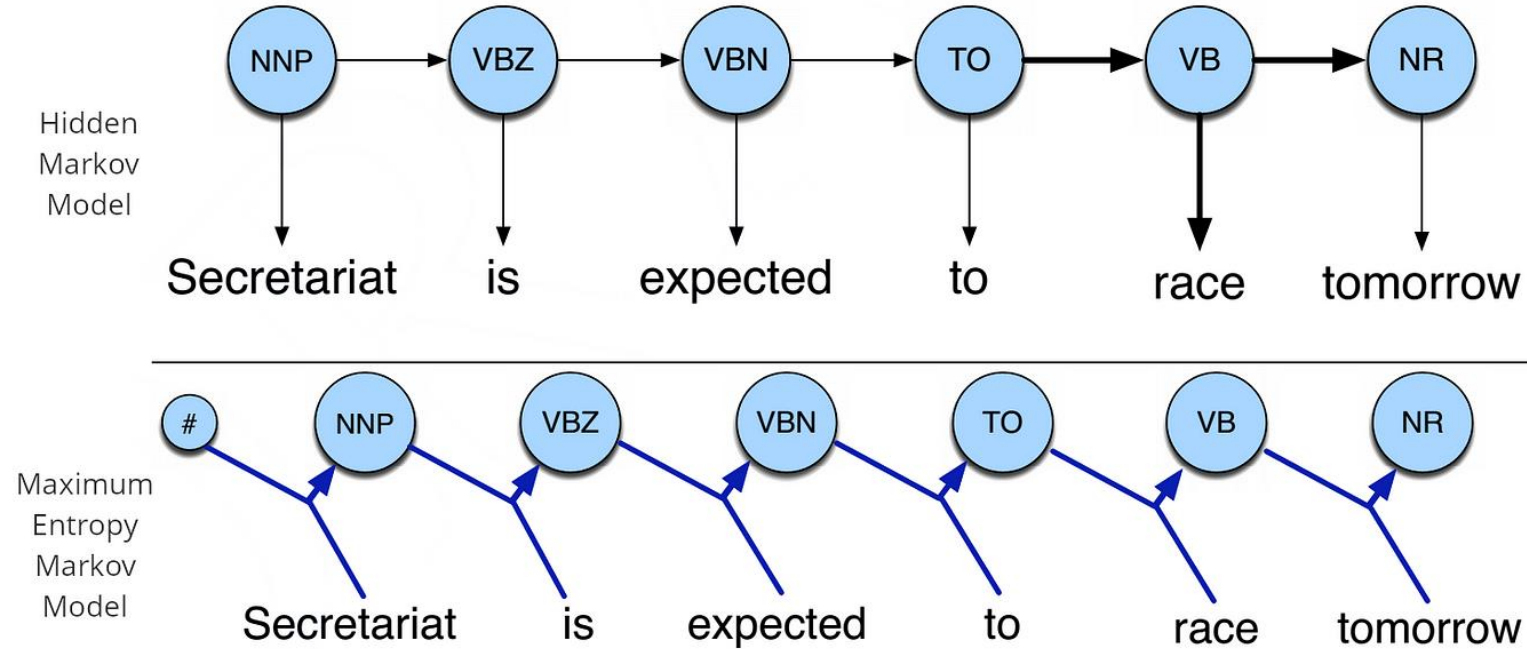 NNP VBZ VBN TO VB NR
Hidden
Markov
Model
Secretariat is expected to race tomorrow
# NNP VBZ VBN TO VB NR
Maximum
Entropy
Markov
Model
Secretariat is expected to race tomorrow